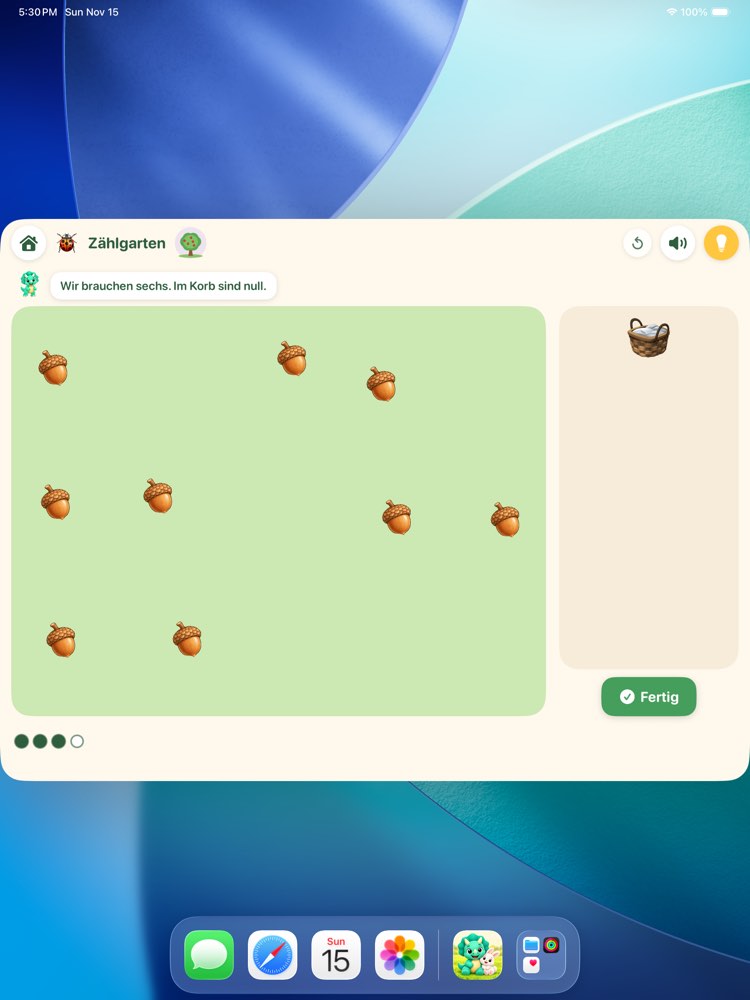 5:30 PM Sun Nov 15
100%
Zählgarten
Wir brauchen sechs. Im Korb sind null.
Fertig
Sun
15